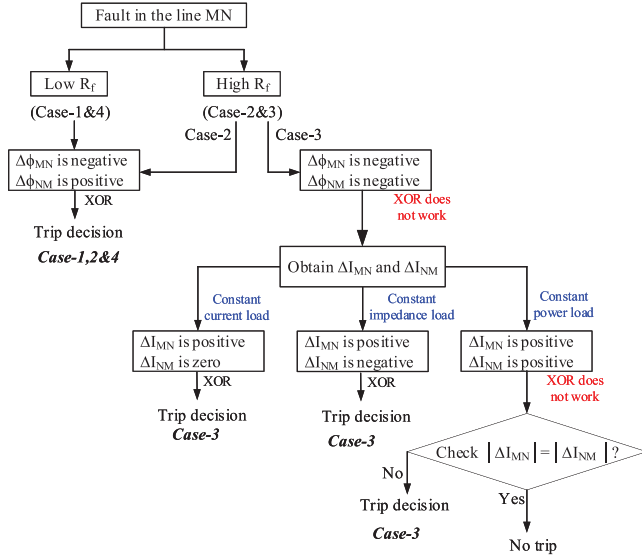 Fault in the line MN
Low R_f
High R_f
(Case-1&4)
(Case-2&3)
Case-2
Case-3
Δϕ_MN is negative
Δϕ_NM is positive
Δϕ_MN is negative
Δϕ_NM is negative
XOR
XOR does
not work
Trip decision
Case-1,2&4
Obtain ΔI_MN and ΔI_NM
Constant
current load
Constant
impedance load
Constant
power load
ΔI_MN is positive
ΔI_NM is zero
ΔI_MN is positive
ΔI_NM is negative
ΔI_MN is positive
ΔI_NM is positive
XOR
XOR
XOR does
not work
Trip decision
Case-3
Trip decision
Case-3
Check |ΔI_MN| = |ΔI_NM| ?
No
Yes
Trip decision
Case-3
No trip